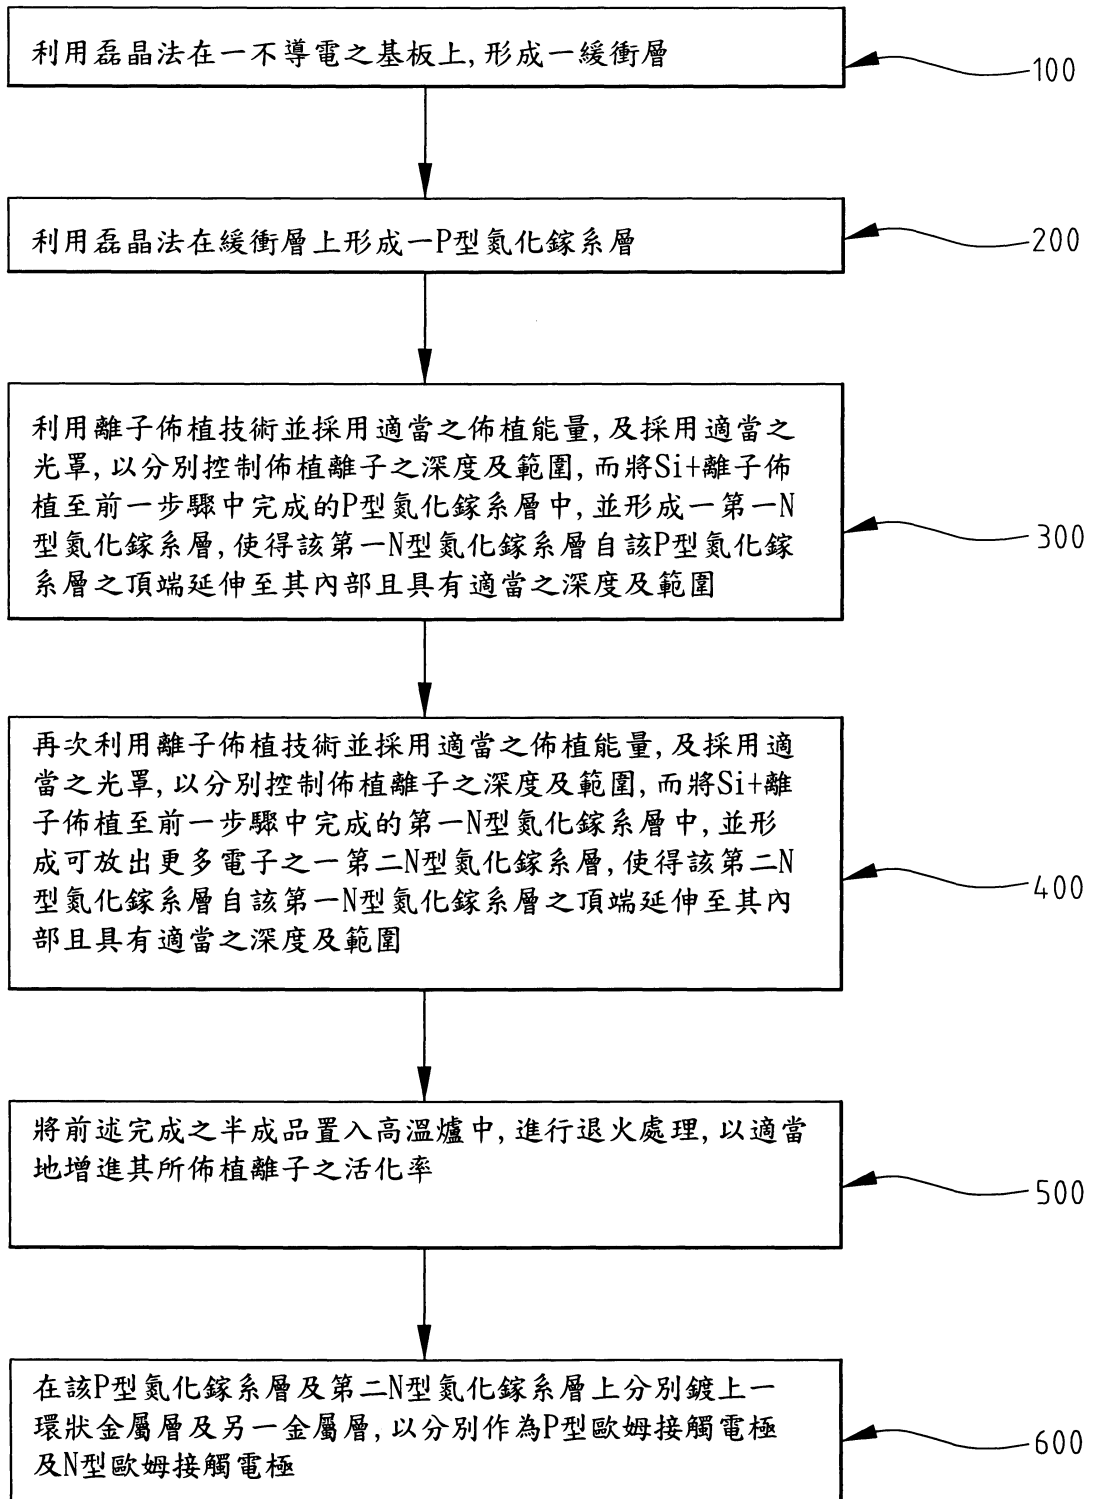 利用磊晶法在一不導電之基板上,形成一緩衝層
100
利用磊晶法在緩衝層上形成一P型氮化鎵系層
200
利用離子佈植技術並採用適當之佈植能量,及採用適當之
光罩,以分別控制佈植離子之深度及範圍,而將Si+離子佈
植至前一步驟中完成的P型氮化鎵系層中,並形成一第一N
型氮化鎵系層,使得該第一N型氮化鎵系層自該P型氮化鎵
系層之頂端延伸至其內部且具有適當之深度及範圍
300
再次利用離子佈植技術並採用適當之佈植能量,及採用適
當之光罩,以分別控制佈植離子之深度及範圍,而將Si+離
子佈植至前一步驟中完成的第一N型氮化鎵系層中,並形
成可放出更多電子之一第二N型氮化鎵系層,使得該第二N
型氮化鎵系層自該第一N型氮化鎵系層之頂端延伸至其內
部且具有適當之深度及範圍
400
將前述完成之半成品置入高溫爐中,進行退火處理,以適當
地增進其所佈植離子之活化率
500
在該P型氮化鎵系層及第二N型氮化鎵系層上分別鍍上一
環狀金屬層及另一金屬層,以分別作為P型歐姆接觸電極
及N型歐姆接觸電極
600